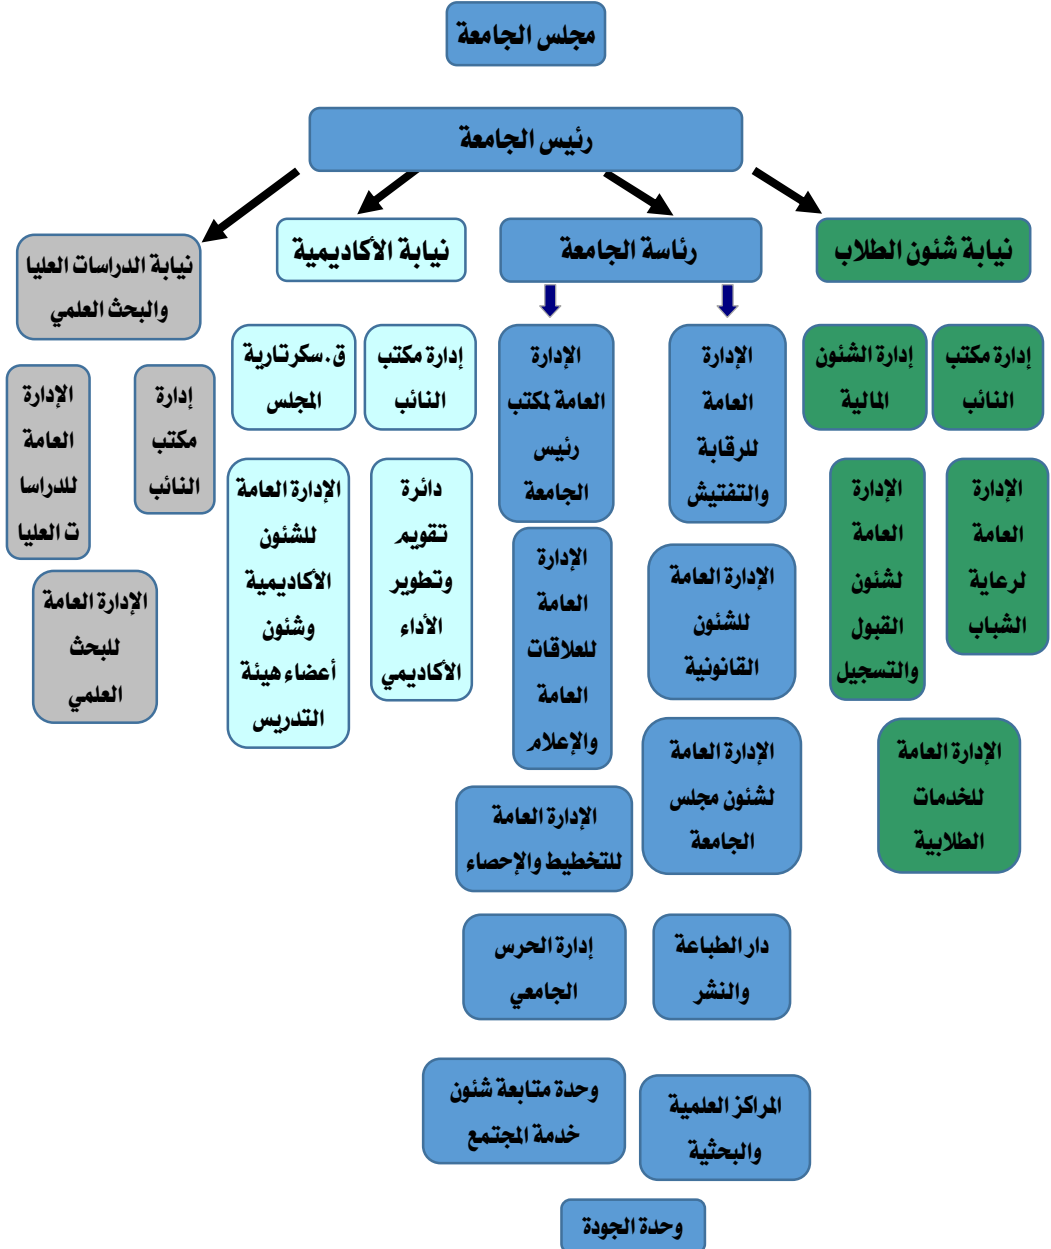 مجلس الجامعة
رئيس الجامعة
نيابة شئون الطلاب
رئاسة الجامعة
نيابة الأكاديمية
نيابة الدراسات العليا
والبحث العلمي
إدارة مكتب
النائب
إدارة الشئون
المالية
الإدارة
العامة
لرعاية
الشباب
الإدارة
العامة
لشئون
القبول
والتسجيل
الإدارة العامة
للخدمات
الطلابية
الإدارة
العامة
للرقابة
والتفتيش
الإدارة
العامة لمكتب
رئيس
الجامعة
الإدارة العامة
للشئون
القانونية
الإدارة
العامة
للعلاقات
العامة
والإعلام
الإدارة العامة
لشئون مجلس
الجامعة
الإدارة العامة
للتخطيط والإحصاء
دار الطباعة
والنشر
إدارة الحرس
الجامعي
المراكز العلمية
والبحثية
وحدة متابعة شئون
خدمة المجتمع
وحدة الجودة
إدارة مكتب
النائب
ق.سكرتارية
المجلس
دائرة
تقويم
وتطوير
الأداء
الأكاديمي
الإدارة العامة
للشئون
الأكاديمية
وشئون
أعضاء هيئة
التدريس
إدارة
مكتب
النائب
الإدارة
العامة
للدراسا
ت العليا
الإدارة العامة
للبحث
العلمي